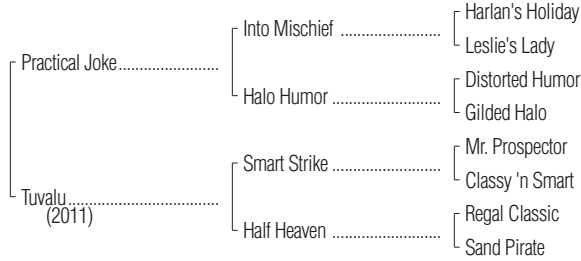 Harlan's Holiday
Into Mischief ........................
Leslie's Lady
Practical Joke........................
Distorted Humor
Halo Humor ..........................
Gilded Halo
Mr. Prospector
Smart Strike ..........................
Classy 'n Smart
Tuvalu....................................
(2011)
Regal Classic
Half Heaven ..........................
Sand Pirate